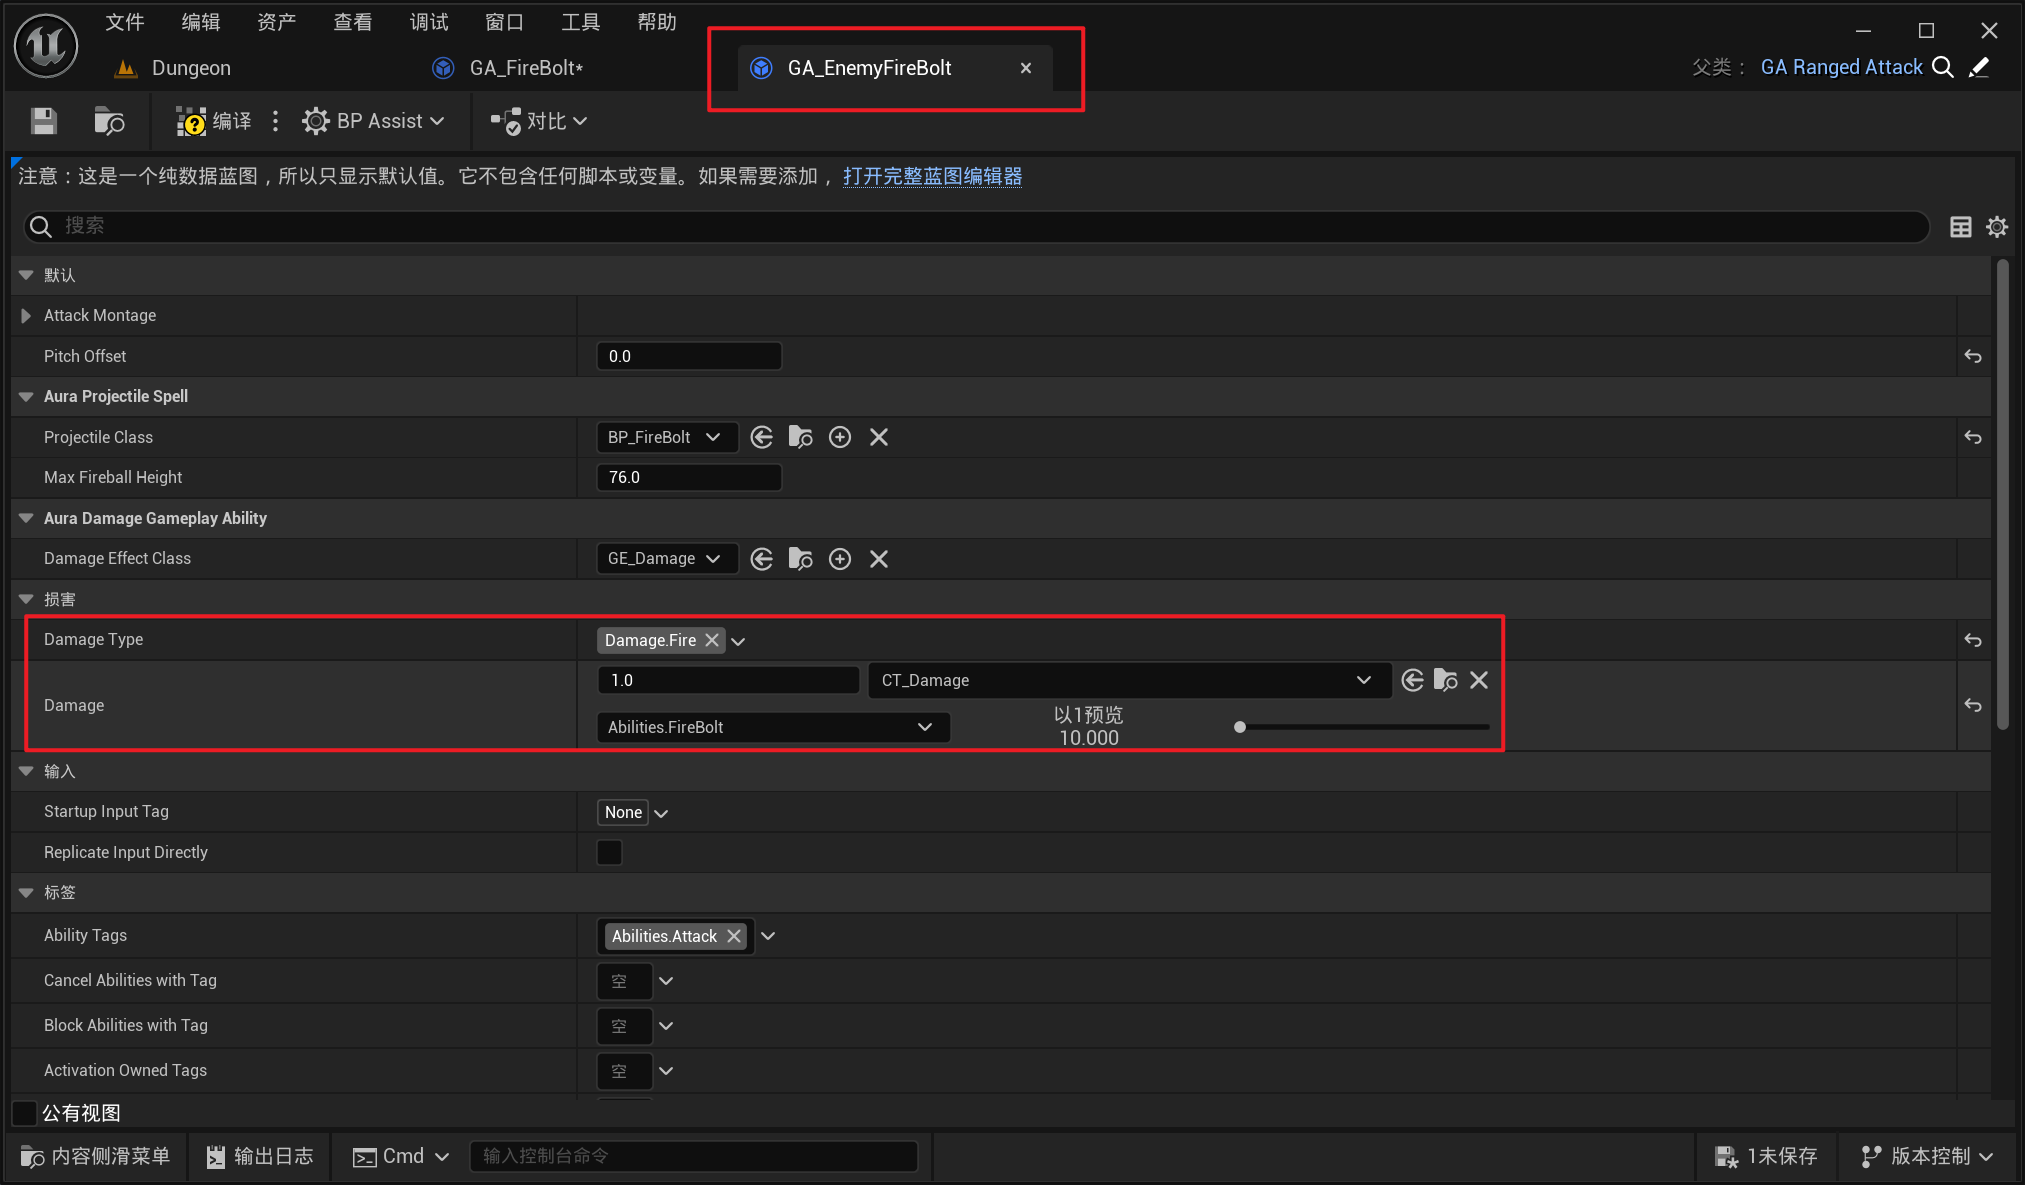 文件 编辑 资产 查看 调试 窗口 工具 帮助
Dungeon GA_FireBolt* GA_EnemyFireBolt 父类： GA Ranged Attack
编译 BP Assist 对比
注意：这是一个纯数据蓝图，所以只显示默认值。它不包含任何脚本或变量。如果需要添加， 打开完整蓝图编辑器
搜索
默认
Attack Montage
Pitch Offset 0.0
Aura Projectile Spell
Projectile Class BP_FireBolt
Max Fireball Height 76.0
Aura Damage Gameplay Ability
Damage Effect Class GE_Damage
损害
Damage Type Damage.Fire
1.0 CT_Damage
Damage
Abilities.FireBolt 以1预览
10.000
输入
Startup Input Tag None
Replicate Input Directly
标签
Ability Tags Abilities.Attack
Cancel Abilities with Tag 空
Block Abilities with Tag 空
Activation Owned Tags 空
公有视图
内容侧滑菜单 输出日志 Cmd 输入控制台命令 1未保存 版本控制